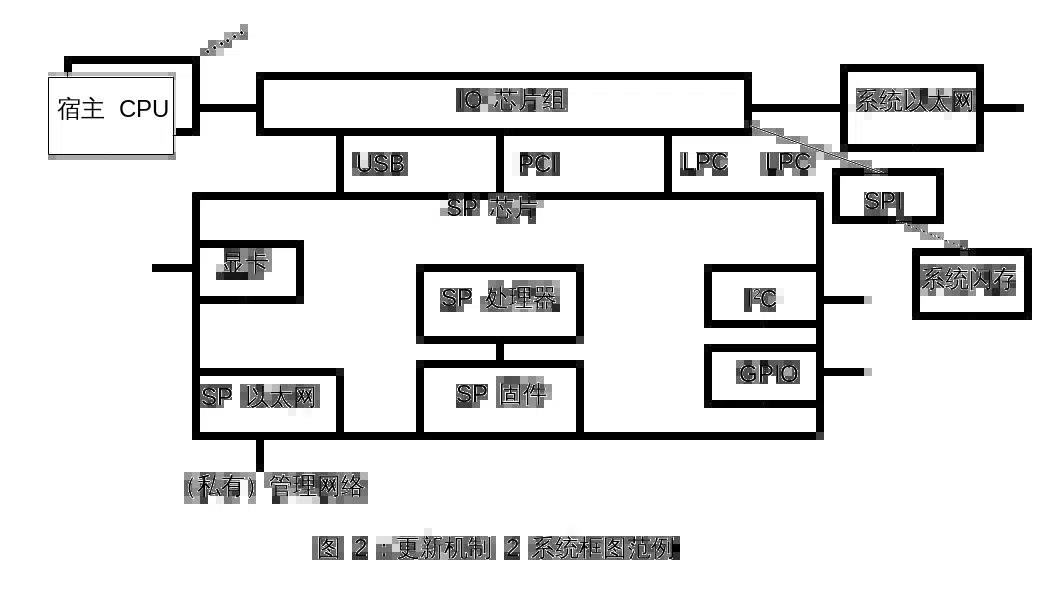 宿主 CPU
IO 芯片组
系统以太网
USB
PCI
LPC
LPC
SPI
SP 芯片
显卡
系统闪存
SP 处理器
I²C
GPIO
SP 以太网
SP 固件
（私有）管理网络
图 2：更新机制 2 系统框图范例